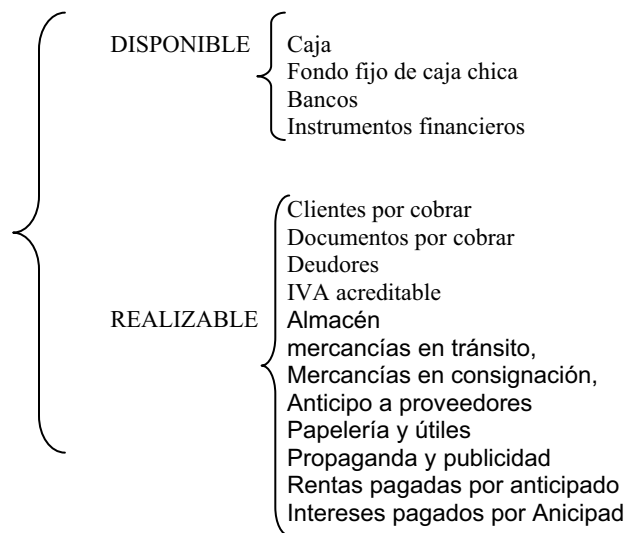 DISPONIBLE
Caja
Fondo fijo de caja chica
Bancos
Instrumentos financieros
Clientes por cobrar
Documentos por cobrar
Deudores
IVA acreditable
REALIZABLE
Almacén
mercancías en tránsito,
Mercancías en consignación,
Anticipo a proveedores
Papelería y útiles
Propaganda y publicidad
Rentas pagadas por anticipado
Intereses pagados por Anicipad